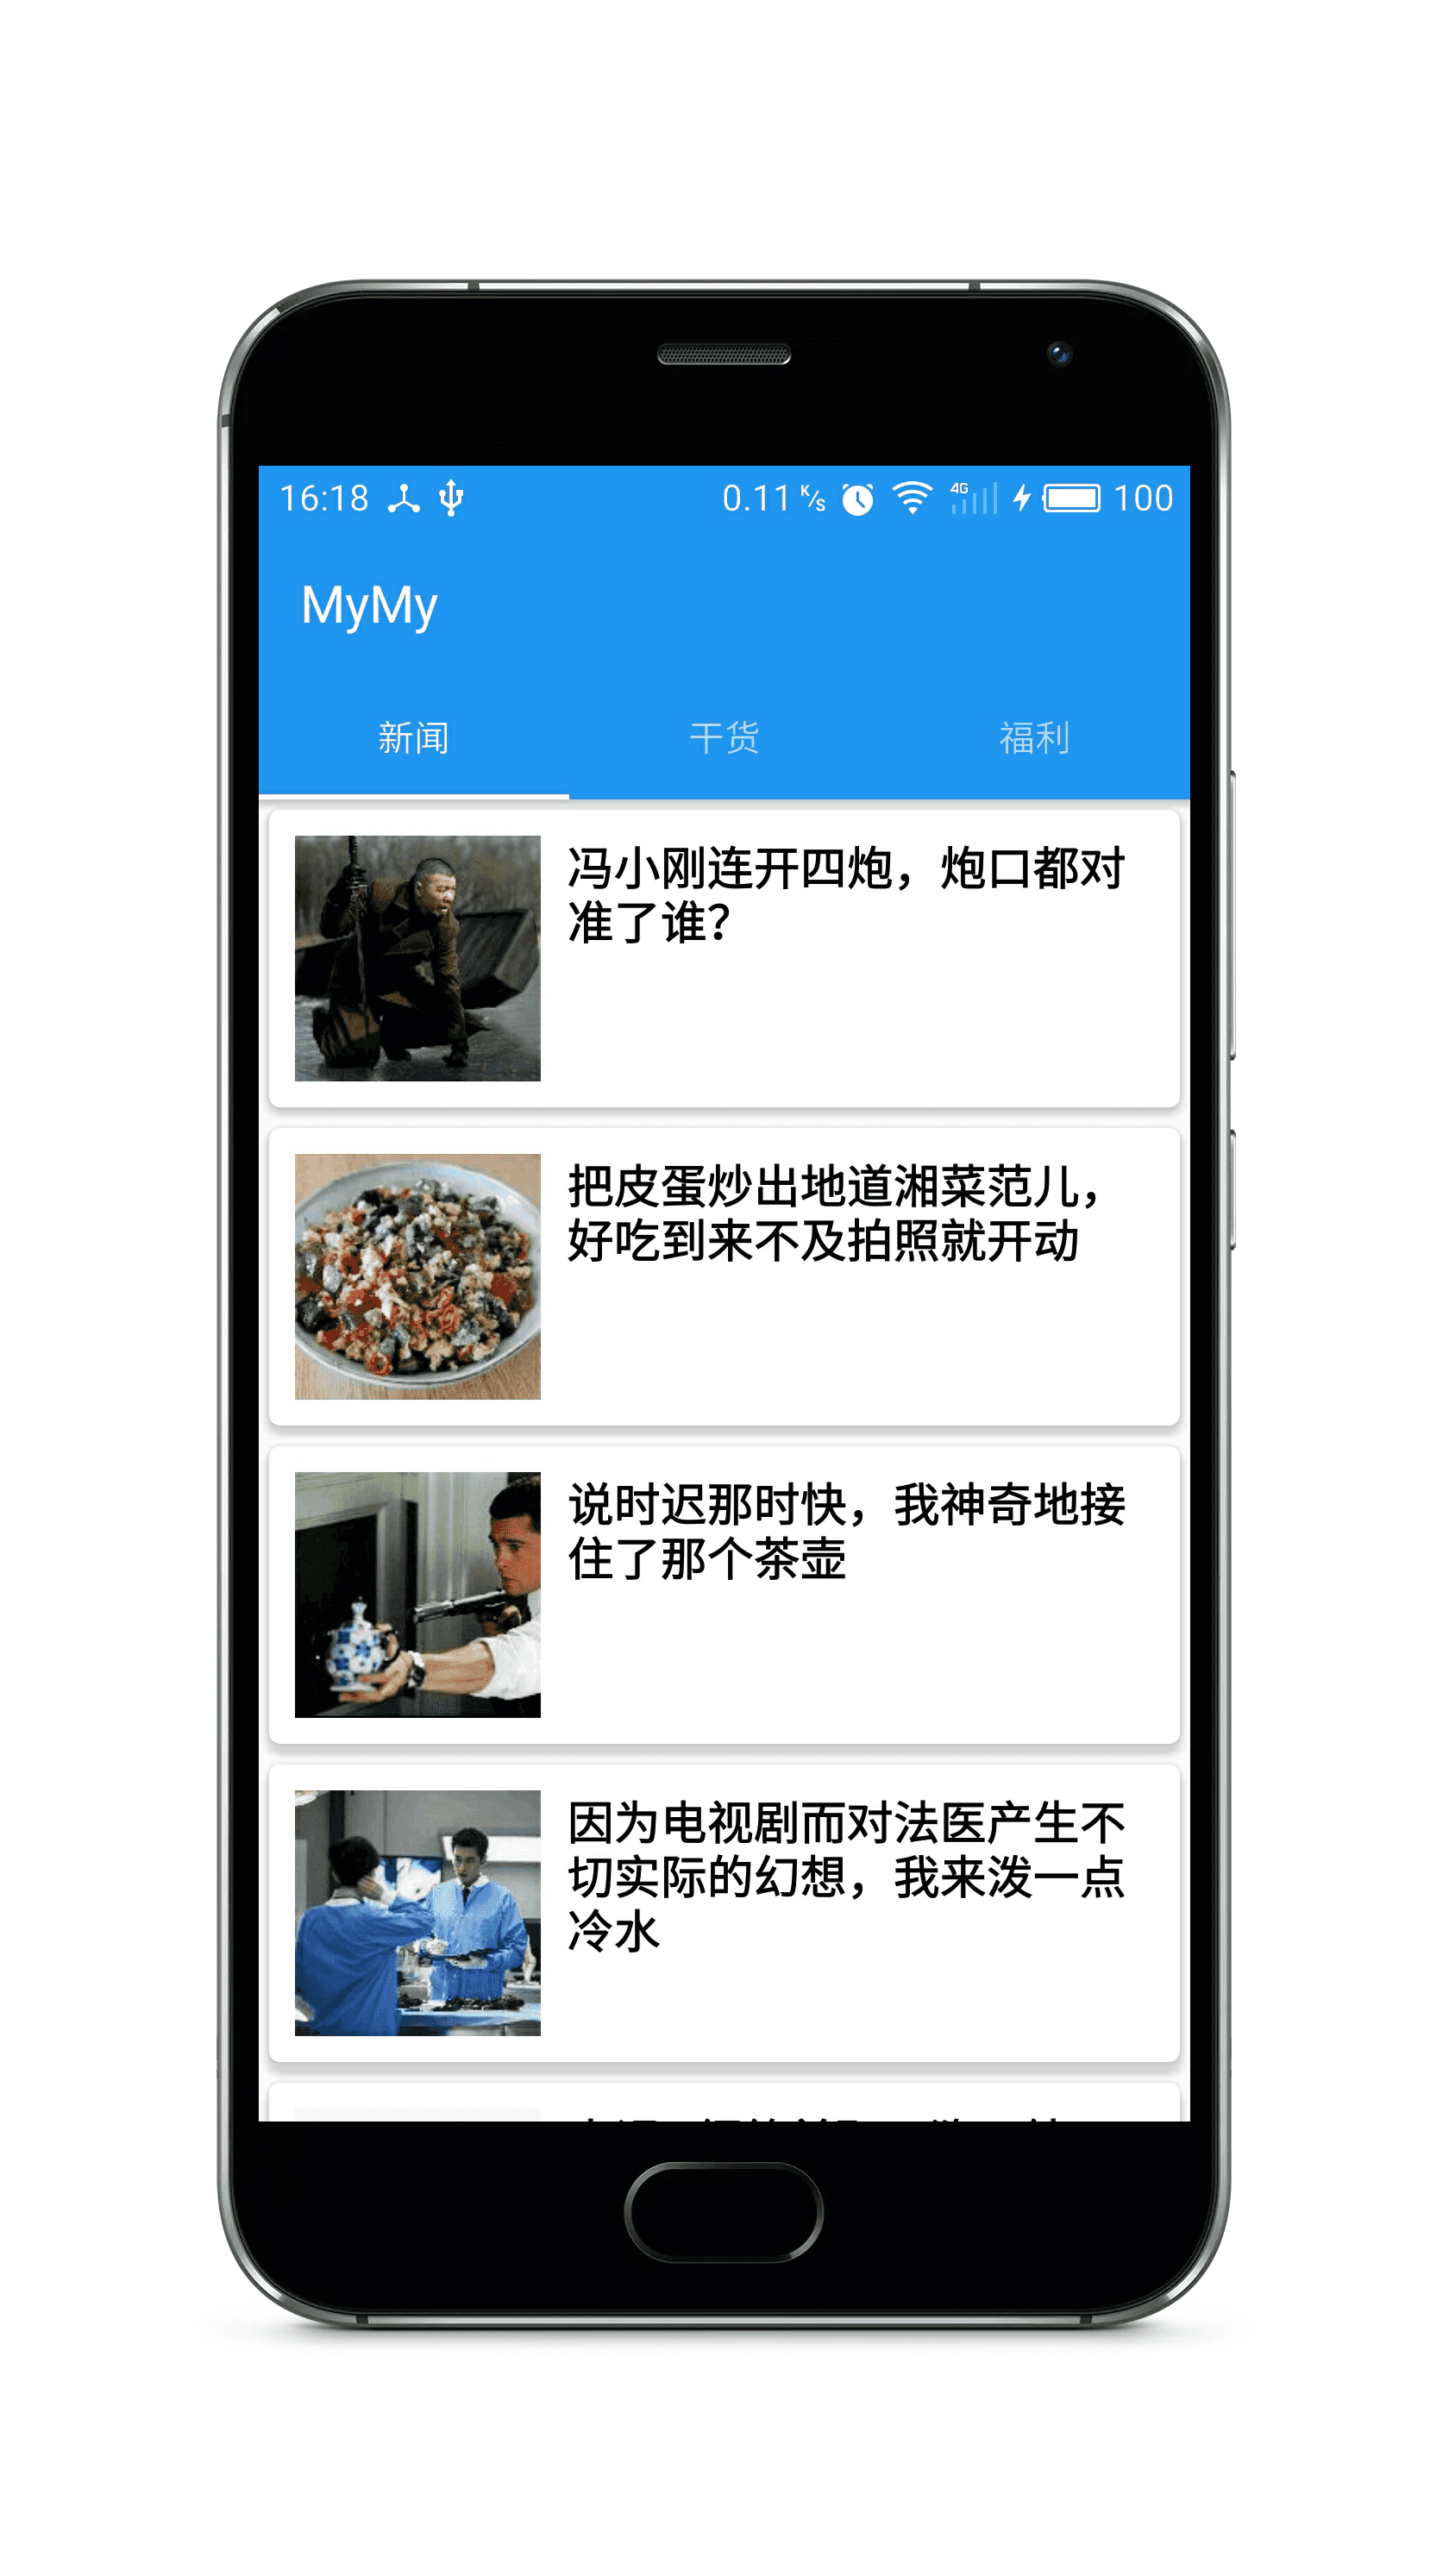 16:18 0.11 K/s 4G 100
MyMy
新闻 干货 福利
冯小刚连开四炮，炮口都对
准了谁？
把皮蛋炒出地道湘菜范儿，
好吃到来不及拍照就开动
说时迟那时快，我神奇地接
住了那个茶壶
因为电视剧而对法医产生不
切实际的幻想，我来泼一点
冷水